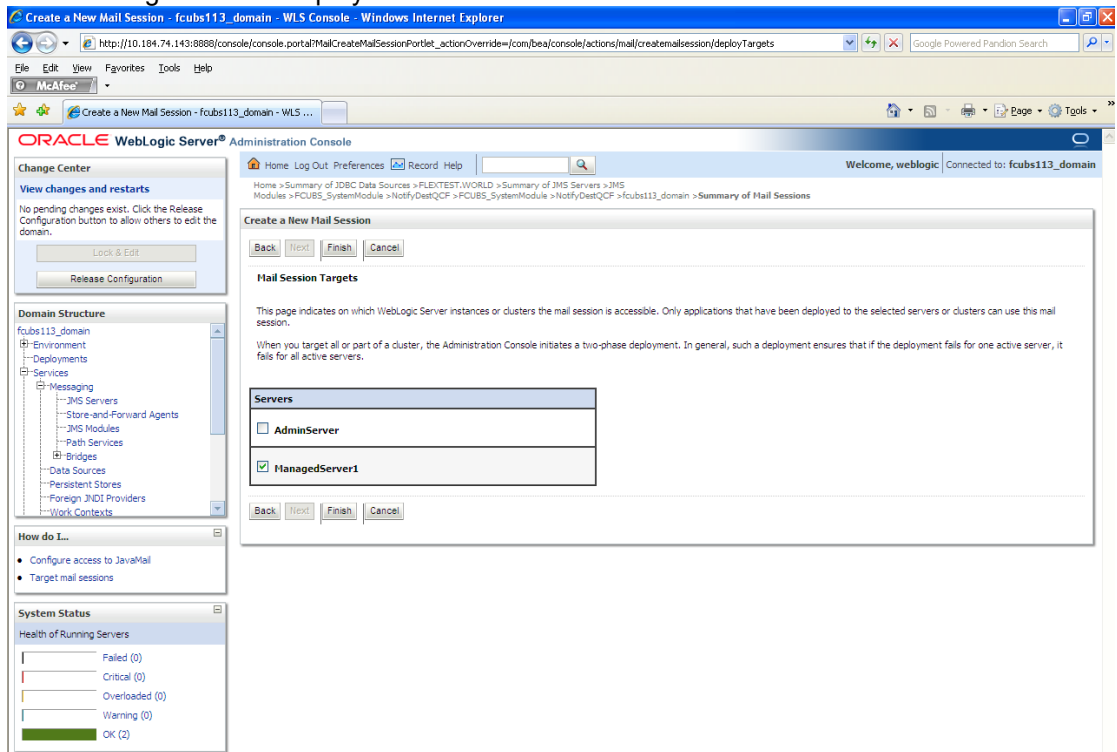 Create a New Mail Session - fcubs113_domain - WLS Console - Windows Internet Explorer
http://10.184.74.143:8888/console/console.portal?MailCreateMailSessionPortlet_actionOverride=/com/bea/console/actions/mail/createmailsession/deployTargets
Google Powered Pandion Search
File Edit View Favorites Tools Help
McAfee
Create a New Mail Session - fcubs113_domain - WLS ...
Page Tools
ORACLE WebLogic Server® Administration Console
Change Center
View changes and restarts
No pending changes exist. Click the Release
Configuration button to allow others to edit the
domain.
Lock & Edit
Release Configuration
Domain Structure
fcubs113_domain
Environment
Deployments
Services
Messaging
JMS Servers
Store-and-Forward Agents
JMS Modules
Path Services
Bridges
Data Sources
Persistent Stores
Foreign JNDI Providers
Work Contexts
How do I...
Configure access to JavaMail
Target mail sessions
System Status
Health of Running Servers
Failed (0)
Critical (0)
Overloaded (0)
Warning (0)
OK (2)
Home Log Out Preferences Record Help
Welcome, weblogic Connected to: fcubs113_domain
Home >Summary of JDBC Data Sources >FLEXTEST.WORLD >Summary of JMS Servers >JMS
Modules >FCUBS_SystemModule >NotifyDestQCF >FCUBS_SystemModule >NotifyDestQCF >fcubs113_domain >Summary of Mail Sessions
Create a New Mail Session
Back Next Finish Cancel
Mail Session Targets
This page indicates on which WebLogic Server instances or clusters the mail session is accessible. Only applications that have been deployed to the selected servers or clusters can use this mail
session.
When you target all or part of a cluster, the Administration Console initiates a two-phase deployment. In general, such a deployment ensures that if the deployment fails for one active server, it
fails for all active servers.
Servers
AdminServer
ManagedServer1
Back Next Finish Cancel